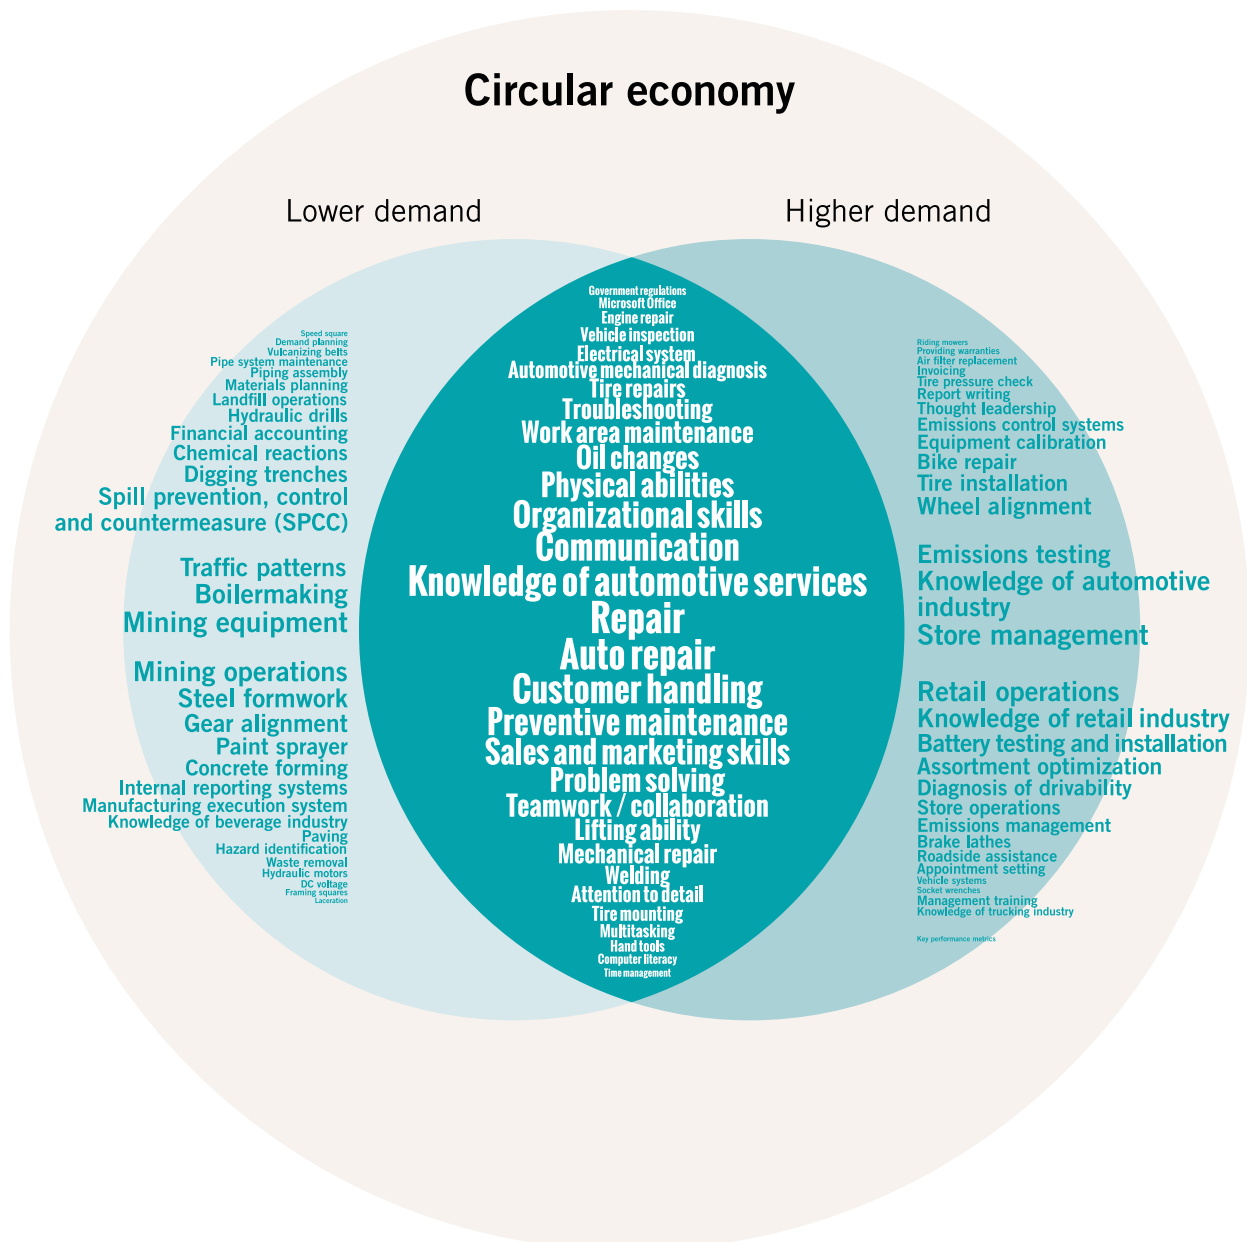 Circular economy
Lower demand
Higher demand
Speed square
Demand planning
Vulcanizing belts
Pipe system maintenance
Piping assembly
Materials planning
Landfill operations
Hydraulic drills
Financial accounting
Chemical reactions
Digging trenches
Spill prevention, control
and countermeasure (SPCC)
Traffic patterns
Boilermaking
Mining equipment
Mining operations
Steel formwork
Gear alignment
Paint sprayer
Concrete forming
Internal reporting systems
Manufacturing execution system
Knowledge of beverage industry
Paving
Hazard identification
Waste removal
Hydraulic motors
DC voltage
Framing squares
Laceration
Government regulations
Microsoft Office
Engine repair
Vehicle inspection
Electrical system
Automotive mechanical diagnosis
Tire repairs
Troubleshooting
Work area maintenance
Oil changes
Physical abilities
Organizational skills
Communication
Knowledge of automotive services
Repair
Auto repair
Customer handling
Preventive maintenance
Sales and marketing skills
Problem solving
Teamwork / collaboration
Lifting ability
Mechanical repair
Welding
Attention to detail
Tire mounting
Multitasking
Hand tools
Computer literacy
Time management
Riding mowers
Providing warranties
Air filter replacement
Invoicing
Tire pressure check
Report writing
Thought leadership
Emissions control systems
Equipment calibration
Bike repair
Tire installation
Wheel alignment
Emissions testing
Knowledge of automotive
industry
Store management
Retail operations
Knowledge of retail industry
Battery testing and installation
Assortment optimization
Diagnosis of drivability
Store operations
Emissions management
Brake lathes
Roadside assistance
Appointment setting
Vehicle systems
Socket wrenches
Management training
Knowledge of trucking industry
Key performance metrics